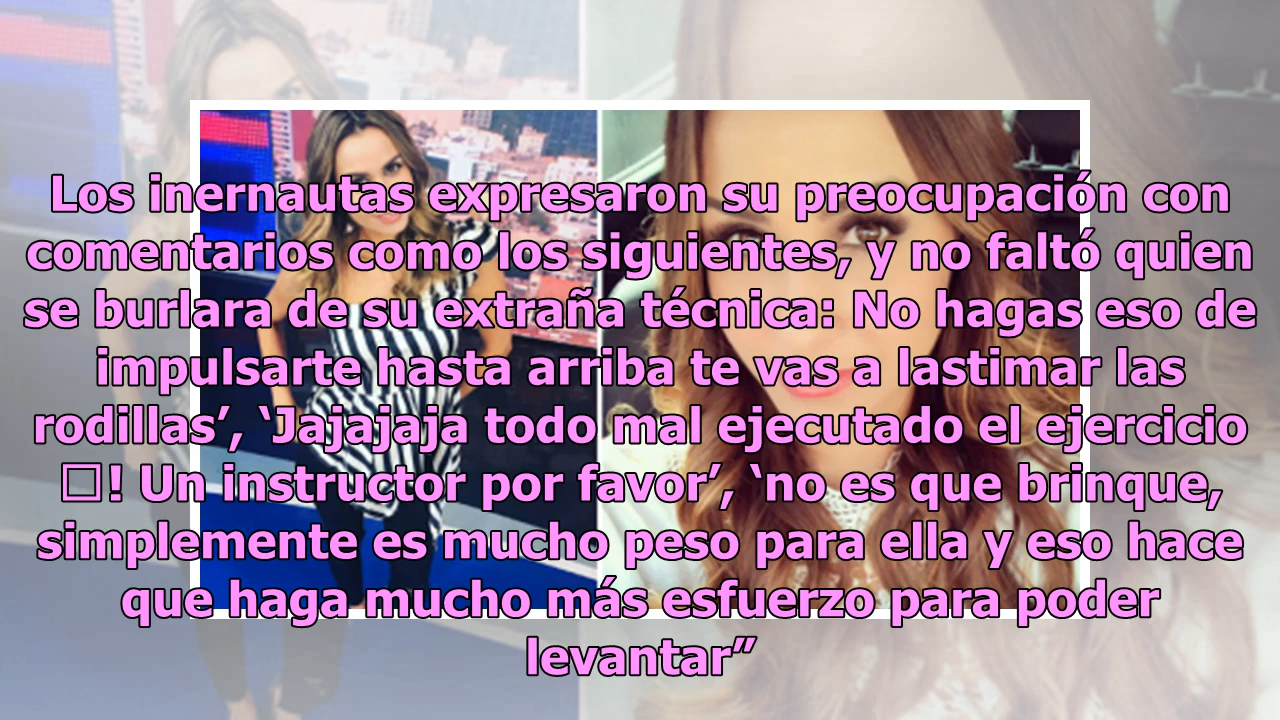 Los inernautas expresaron su preocupación con
comentarios como los siguientes, y no faltó quien
se burlara de su extraña técnica: No hagas eso de
impulsarte hasta arriba te vas a lastimar las
rodillas’, ‘Jajajaja todo mal ejecutado el ejercicio
□! Un instructor por favor’, ‘no es que brinque,
simplemente es mucho peso para ella y eso hace
que haga mucho más esfuerzo para poder
levantar”